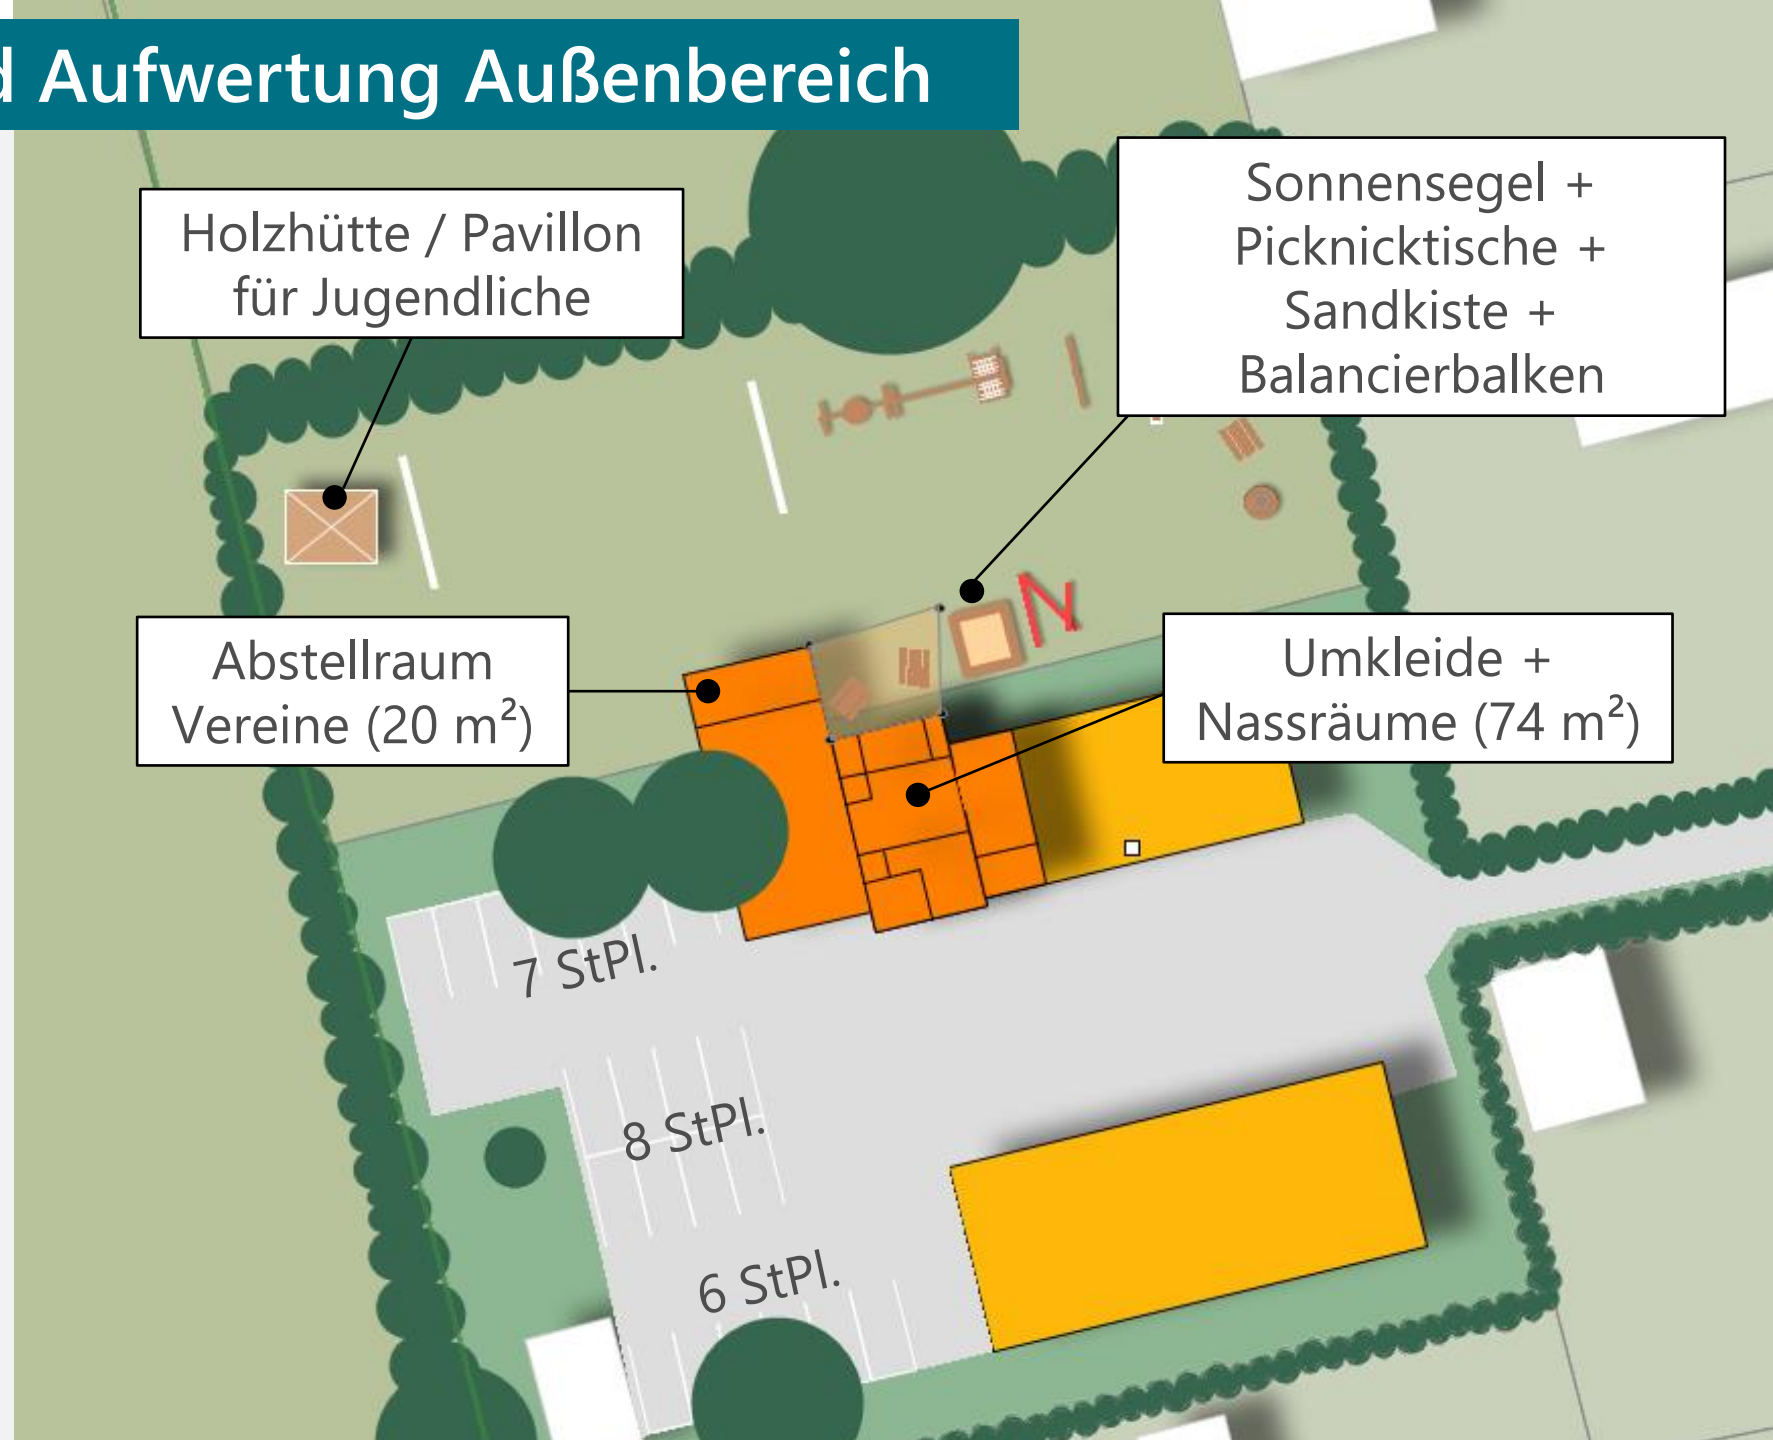 d Aufwertung Außenbereich
Holzhütte / Pavillon
für Jugendliche
Sonnensegel +
Picknicktische +
Sandkiste +
Balancierbalken
Abstellraum
Vereine (20 m²)
Umkleide +
Nassräume (74 m²)
7 StPl.
8 StPl.
6 StPl.